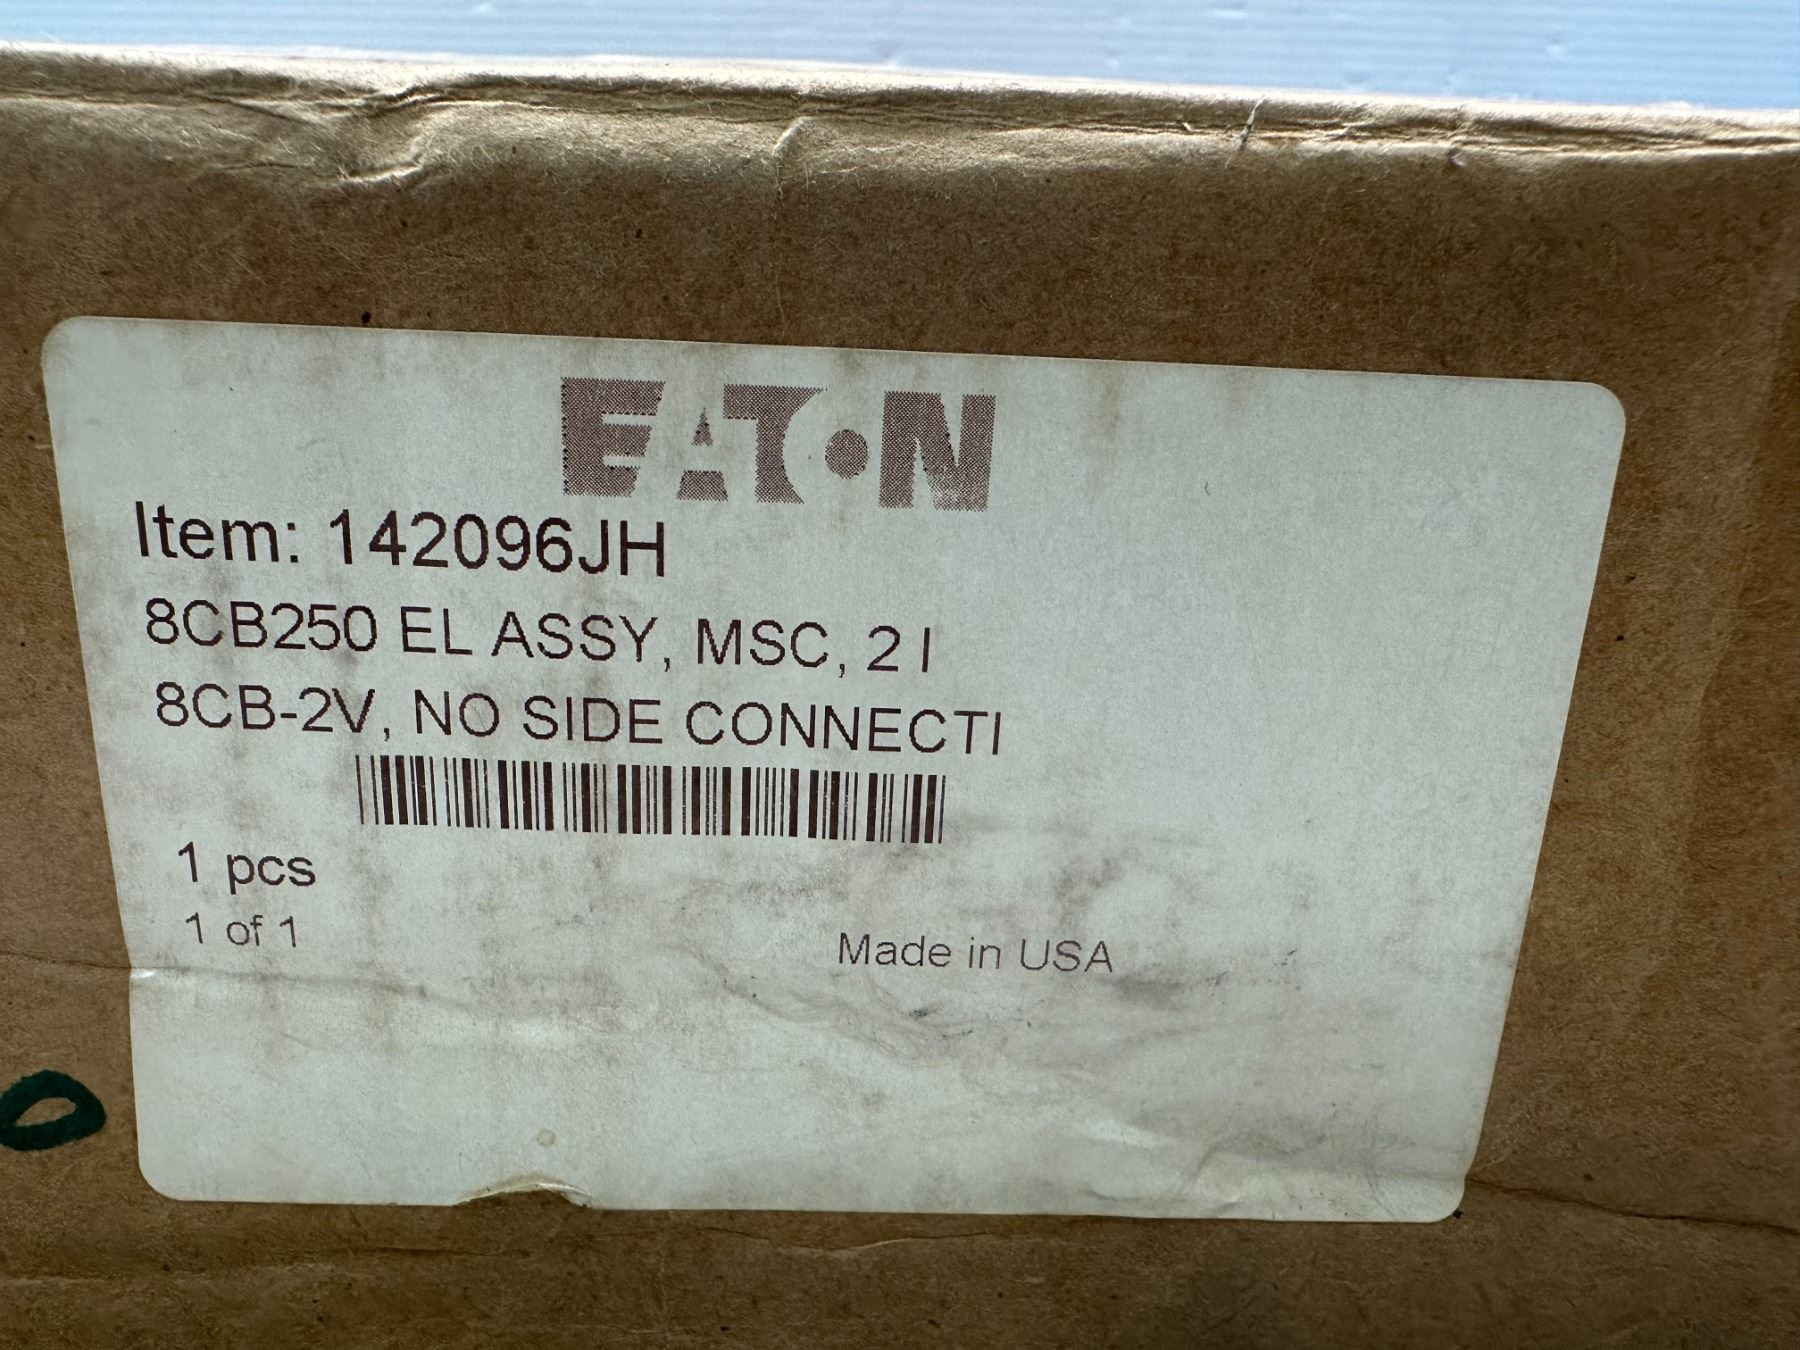 EATON
Item: 142096JH
8CB250 EL ASSY, MSC, 2 I
8CB-2V, NO SIDE CONNECTI
1 pcs
1 of 1
Made in USA